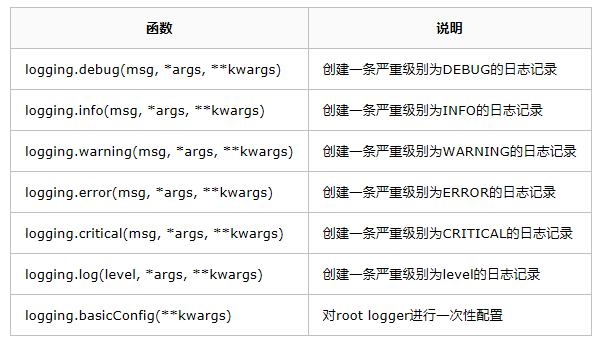 函数 说明
logging.debug(msg, *args, **kwargs) 创建一条严重级别为DEBUG的日志记录
logging.info(msg, *args, **kwargs) 创建一条严重级别为INFO的日志记录
logging.warning(msg, *args, **kwargs) 创建一条严重级别为WARNING的日志记录
logging.error(msg, *args, **kwargs) 创建一条严重级别为ERROR的日志记录
logging.critical(msg, *args, **kwargs) 创建一条严重级别为CRITICAL的日志记录
logging.log(level, *args, **kwargs) 创建一条严重级别为level的日志记录
logging.basicConfig(**kwargs) 对root logger进行一次性配置